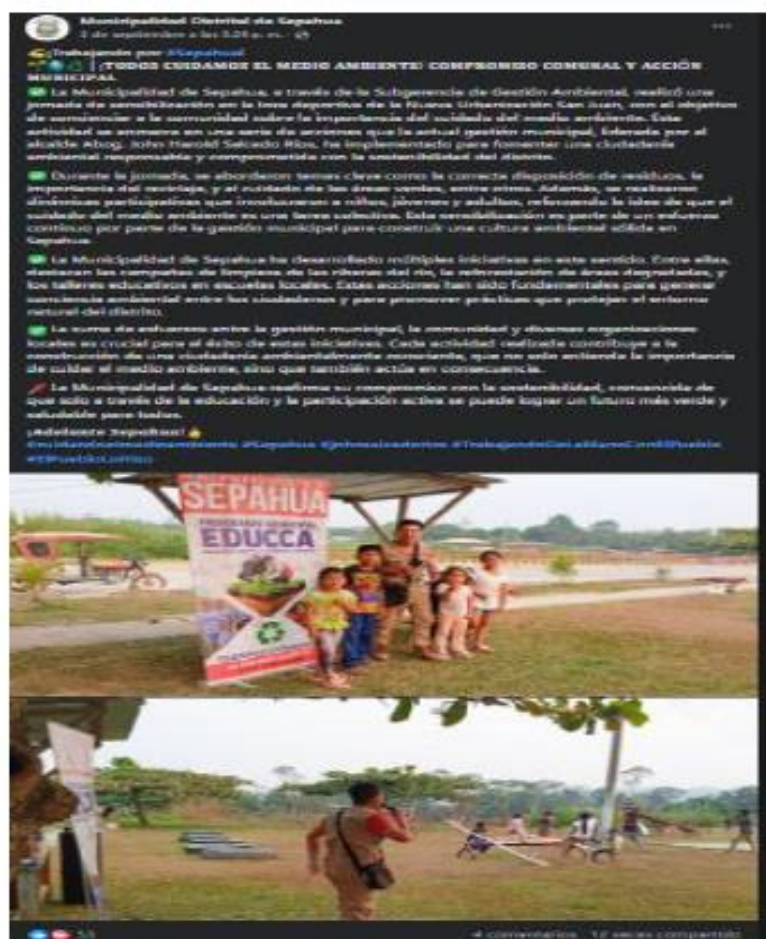 Municipalidad Distrital de Sepahua
2 de septiembre a las 5:28 p. m.
¡Trabajando por #Sepahua!
¡TODOS CUIDAMOS EL MEDIO AMBIENTE: COMPROMISO COMUNAL Y ACCIÓN
MUNICIPAL
La Municipalidad de Sepahua, a través de la Subgerencia de Gestión Ambiental, realizó una
jornada de sensibilización en la losa deportiva de la Nueva Urbanización San Juan, con el objetivo
de concienciar a la comunidad sobre la importancia del cuidado del medio ambiente. Esta
actividad se enmarca en una serie de acciones que la actual gestión municipal, liderada por el
alcalde Abog. John Harold Salcedo Ríos, ha implementado para fomentar una ciudadanía
ambiental responsable y comprometida con la sostenibilidad del distrito.
Durante la jornada, se abordaron temas clave como la correcta disposición de residuos, la
importancia del reciclaje, y el cuidado de las áreas verdes, entre otros. Además, se realizaron
dinámicas participativas que involucraron a niños, jóvenes y adultos, reforzando la idea de que el
cuidado del medio ambiente es una tarea colectiva. Esta sensibilización es parte de un esfuerzo
continuo por parte de la gestión municipal para construir una cultura ambiental sólida en
Sepahua.
La Municipalidad de Sepahua ha desarrollado múltiples iniciativas en este sentido. Entre ellas,
destacan las campañas de limpieza de las riberas del río, la reforestación de áreas degradadas, y
los talleres educativos en escuelas locales. Estas acciones han sido fundamentales para generar
conciencia ambiental entre los ciudadanos y para promover prácticas que protejan el entorno
natural del distrito.
La suma de esfuerzos entre la gestión municipal, la comunidad y diversas organizaciones
locales es crucial para el éxito de estas iniciativas. Cada actividad realizada contribuye a la
construcción de una ciudadanía ambientalmente consciente, que no solo entiende la importancia
de cuidar el medio ambiente, sino que también actúa en consecuencia.
La Municipalidad de Sepahua reafirma su compromiso con la sostenibilidad, convencida de
que solo a través de la educación y la participación activa se puede lograr un futuro más verde y
saludable para todos.
¡Adelante Sepahua!
#Sepahua #TrabajandoDeLaManoConElPueblo
SEPAHUA
EDUCCA
4 comentarios 12 veces compartido